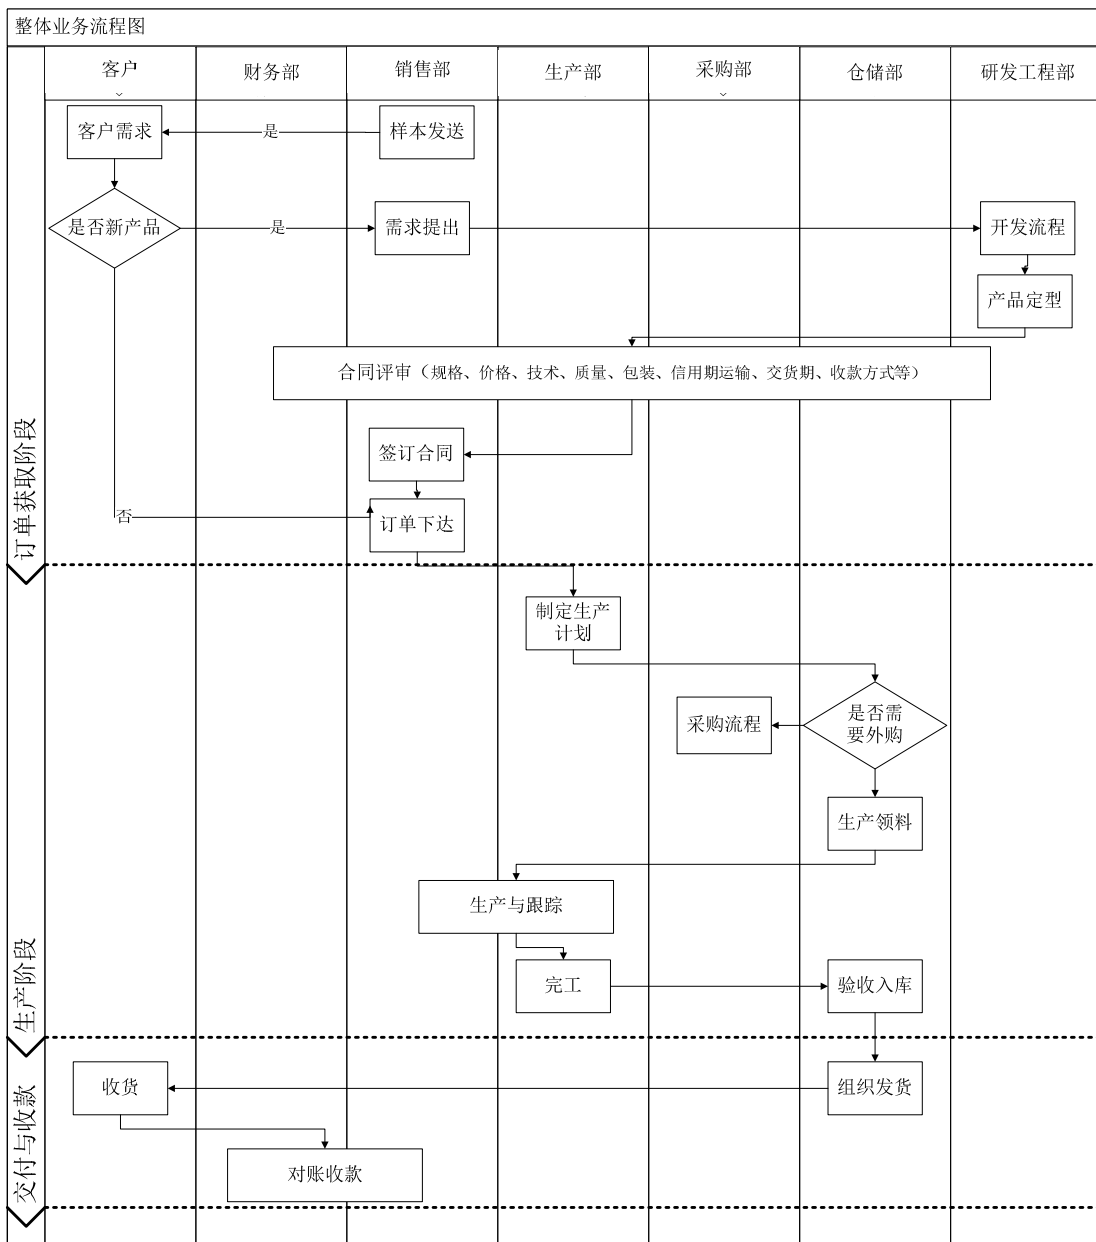 整体业务流程图
客户
财务部
销售部
生产部
采购部
仓储部
研发工程部
客户需求
是
样本发送
是否新产品
是
需求提出
开发流程
产品定型
合同评审（规格、价格、技术、质量、包装、信用期运输、交货期、收款方式等）
订单获取阶段
签订合同
否
订单下达
制定生产
计划
采购流程
是否需
要外购
生产领料
生产与跟踪
生产阶段
完工
验收入库
交付与收款
收货
组织发货
对账收款